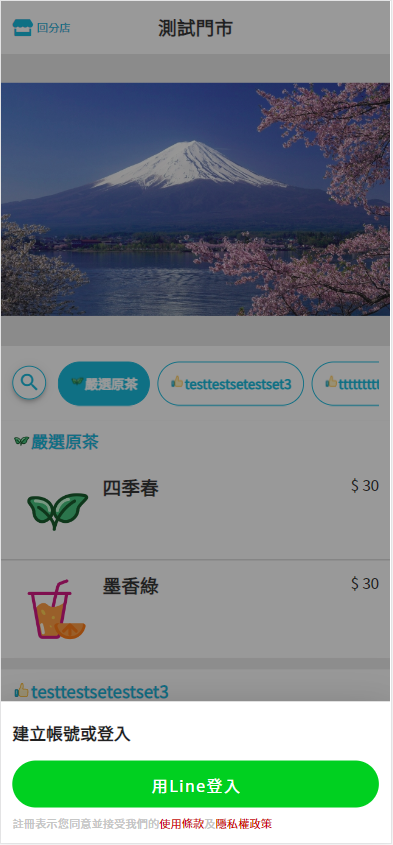 回分店
測試門市
嚴選原茶
testtestsetestset3
嚴選原茶
四季春
$ 30
墨香綠
$ 30
testtestsetestset3
建立帳號或登入
用Line登入
註冊表示您同意並接受我們的使用條款及隱私權政策